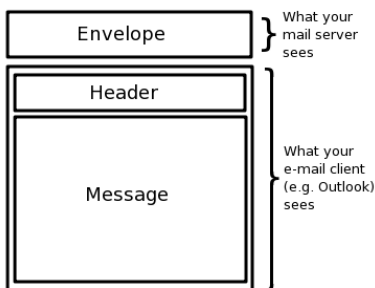 Envelope
What your
mail server
sees
Header
Message
What your
e-mail client
(e.g. Outlook)
sees